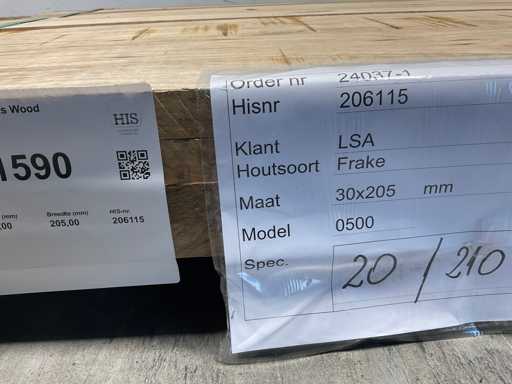 s Wood
HIS
1590
(mm) Breedte (mm) HIS-nr.
,00 205,00 206115
Order nr 24037-1
Hisnr 206115
Klant LSA
Houtsoort Frake
Maat 30x205 mm
Model 0500
Spec. 20 / 210